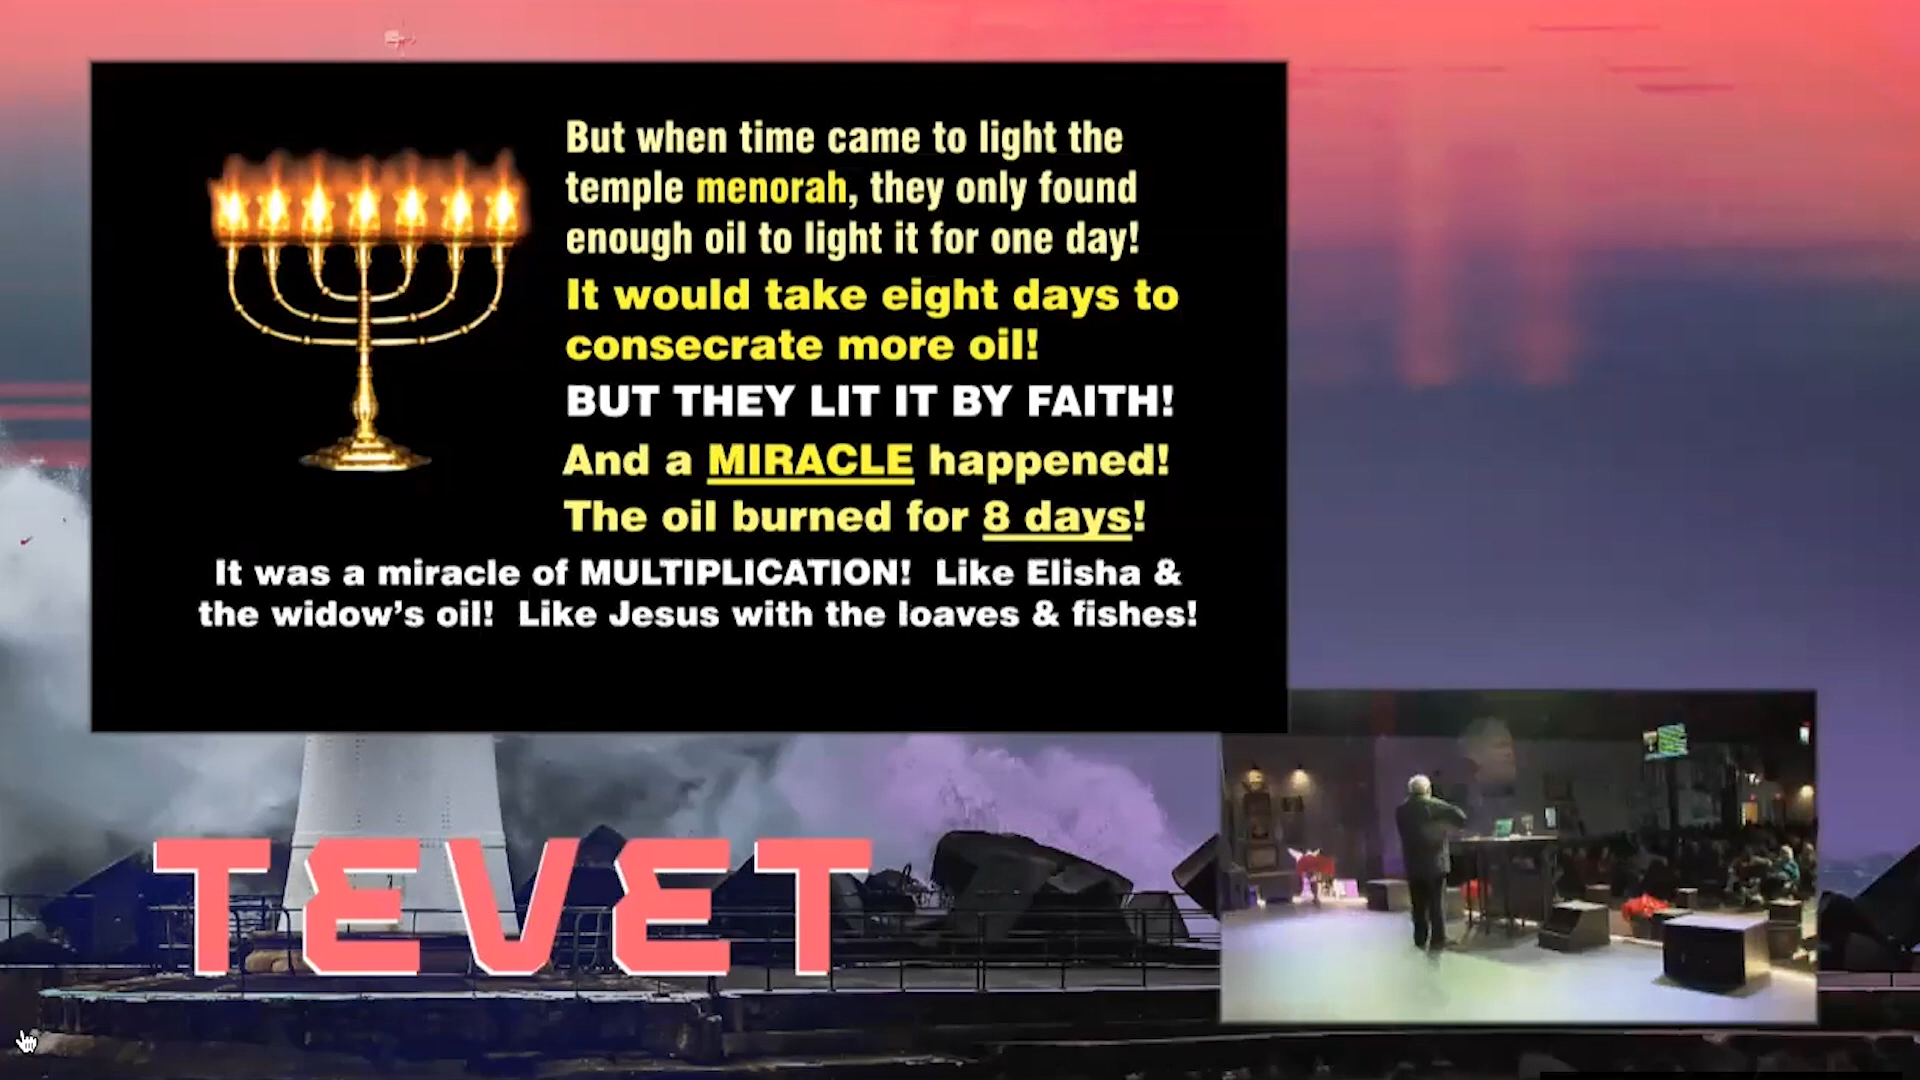 But when time came to light the
temple menorah, they only found
enough oil to light it for one day!
It would take eight days to
consecrate more oil!
BUT THEY LIT IT BY FAITH!
And a MIRACLE happened!
The oil burned for 8 days!
It was a miracle of MULTIPLICATION! Like Elisha &
the widow's oil! Like Jesus with the loaves & fishes!
TEVET